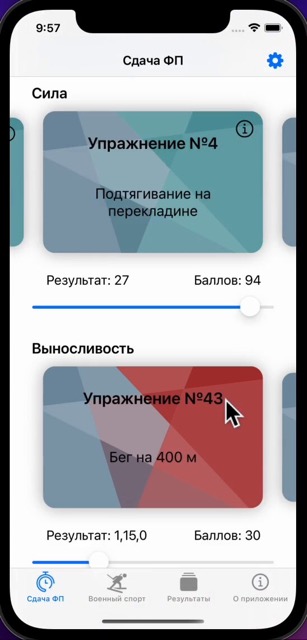 9:57
Сдача ФП
Сила
Упражнение №4
Подтягивание на
перекладине
Результат: 27 Баллов: 94
Выносливость
Упражнение №43
Бег на 400 м
Результат: 1,15,0 Баллов: 30
Сдача ФП Военный спорт Результаты О приложении